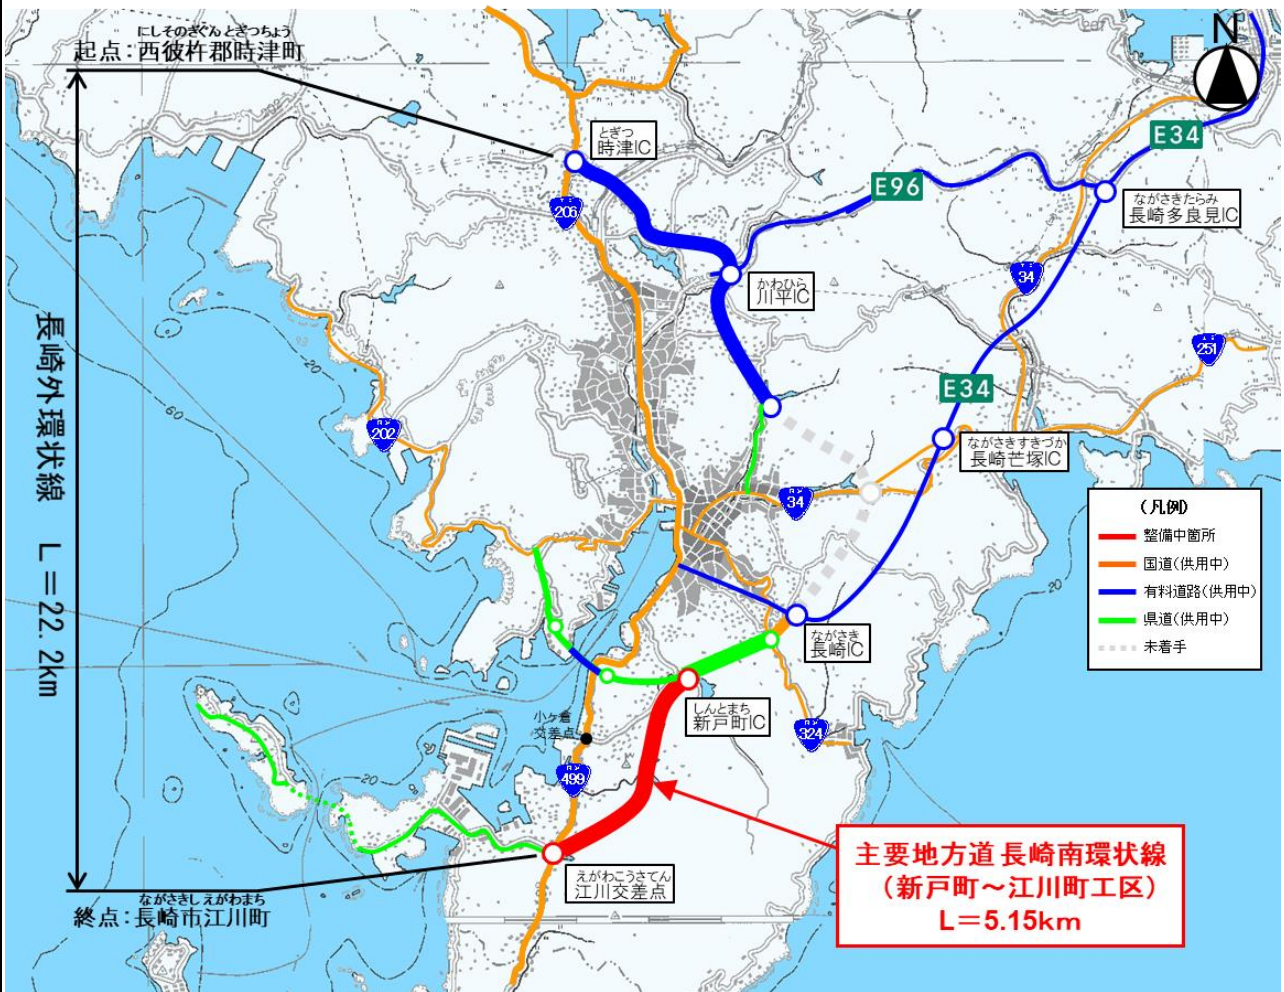 にしそのぎぐんとぎつちょう
起点：西彼杵郡時津町
N
とぎつ
時津IC
E34
E96
ながさきたらみ
長崎多良見IC
206
34
かわひら
川平IC
251
E34
202
ながさきすきづか
長崎芒塚IC
34
長崎外環状線 L＝22.2km
（凡例）
整備中箇所
国道（供用中）
有料道路（供用中）
県道（供用中）
未着手
ながさき
長崎IC
しんとまち
新戸町IC
小ヶ倉
交差点
324
499
主要地方道 長崎南環状線
（新戸町～江川町工区）
L＝5.15km
えがわこうさてん
江川交差点
ながさきしえがわまち
終点：長崎市江川町
20
60
20
20